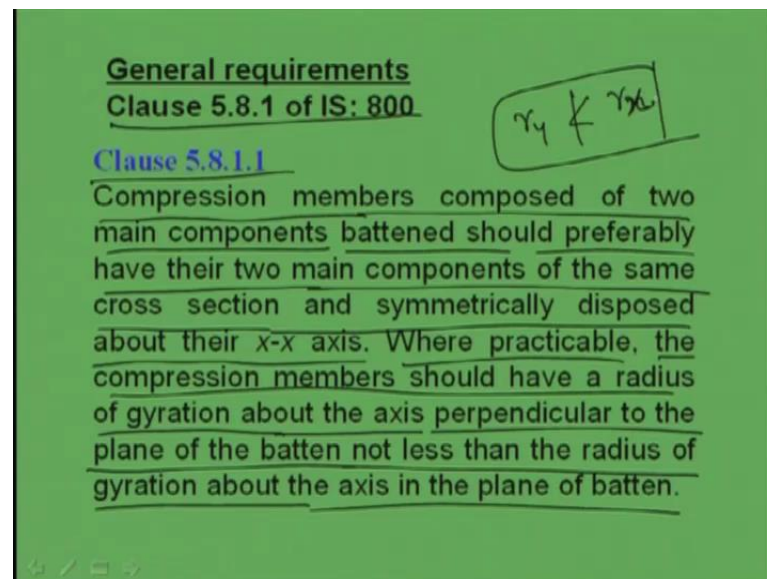 General requirements
Clause 5.8.1 of IS: 800
r_y ≮ r_x
Clause 5.8.1.1
Compression members composed of two
main components battened should preferably
have their two main components of the same
cross section and symmetrically disposed
about their x-x axis. Where practicable, the
compression members should have a radius
of gyration about the axis perpendicular to the
plane of the batten not less than the radius of
gyration about the axis in the plane of batten.